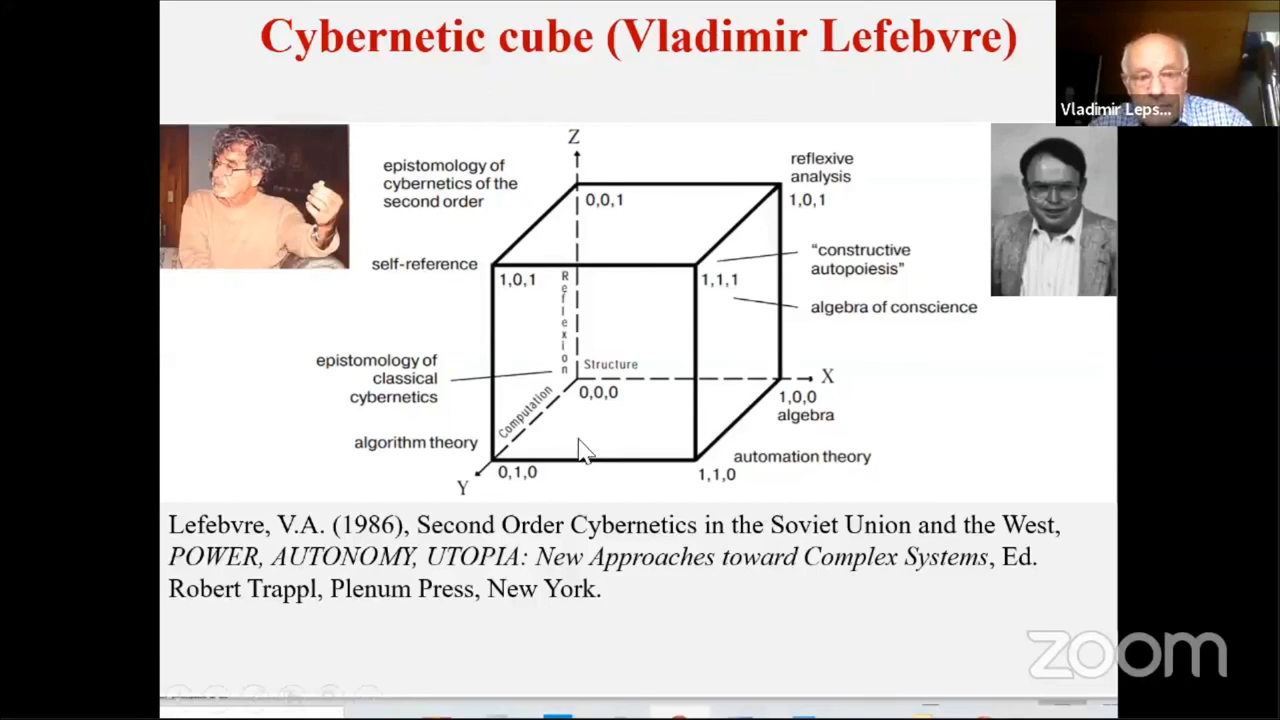 Cybernetic cube (Vladimir Lefebvre)
Vladimir Leps...
Z
epistomology of
cybernetics of the
second order
reflexive
analysis
0,0,1
1,0,1
self-reference
"constructive
autopoiesis"
1,0,1
Reflexion
1,1,1
algebra of conscience
epistomology of
classical
cybernetics
Structure
X
0,0,0
1,0,0
algebra
Computation
algorithm theory
automation theory
0,1,0
1,1,0
Y
Lefebvre, V.A. (1986), Second Order Cybernetics in the Soviet Union and the West,
POWER, AUTONOMY, UTOPIA: New Approaches toward Complex Systems, Ed.
Robert Trappl, Plenum Press, New York.
zoom